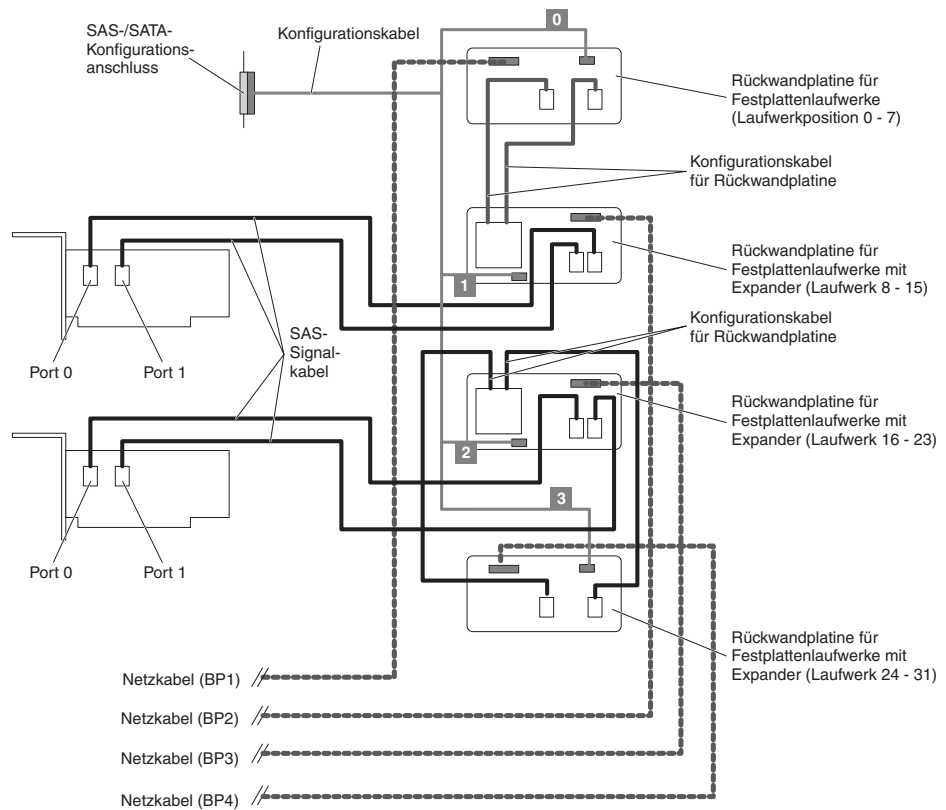 0
SAS-/SATA-
Konfigurations-
anschluss
Konfigurationskabel
Rückwandplatine für
Festplattenlaufwerke
(Laufwerkposition 0 - 7)
Konfigurationskabel
für Rückwandplatine
Rückwandplatine für
Festplattenlaufwerke mit
Expander (Laufwerk 8 - 15)
1
SAS-
Signal-
kabel
Port 0
Port 1
Konfigurationskabel
für Rückwandplatine
Rückwandplatine für
Festplattenlaufwerke mit
Expander (Laufwerk 16 - 23)
2
3
Port 0
Port 1
Rückwandplatine für
Festplattenlaufwerke mit
Expander (Laufwerk 24 - 31)
Netzkabel (BP1)
Netzkabel (BP2)
Netzkabel (BP3)
Netzkabel (BP4)